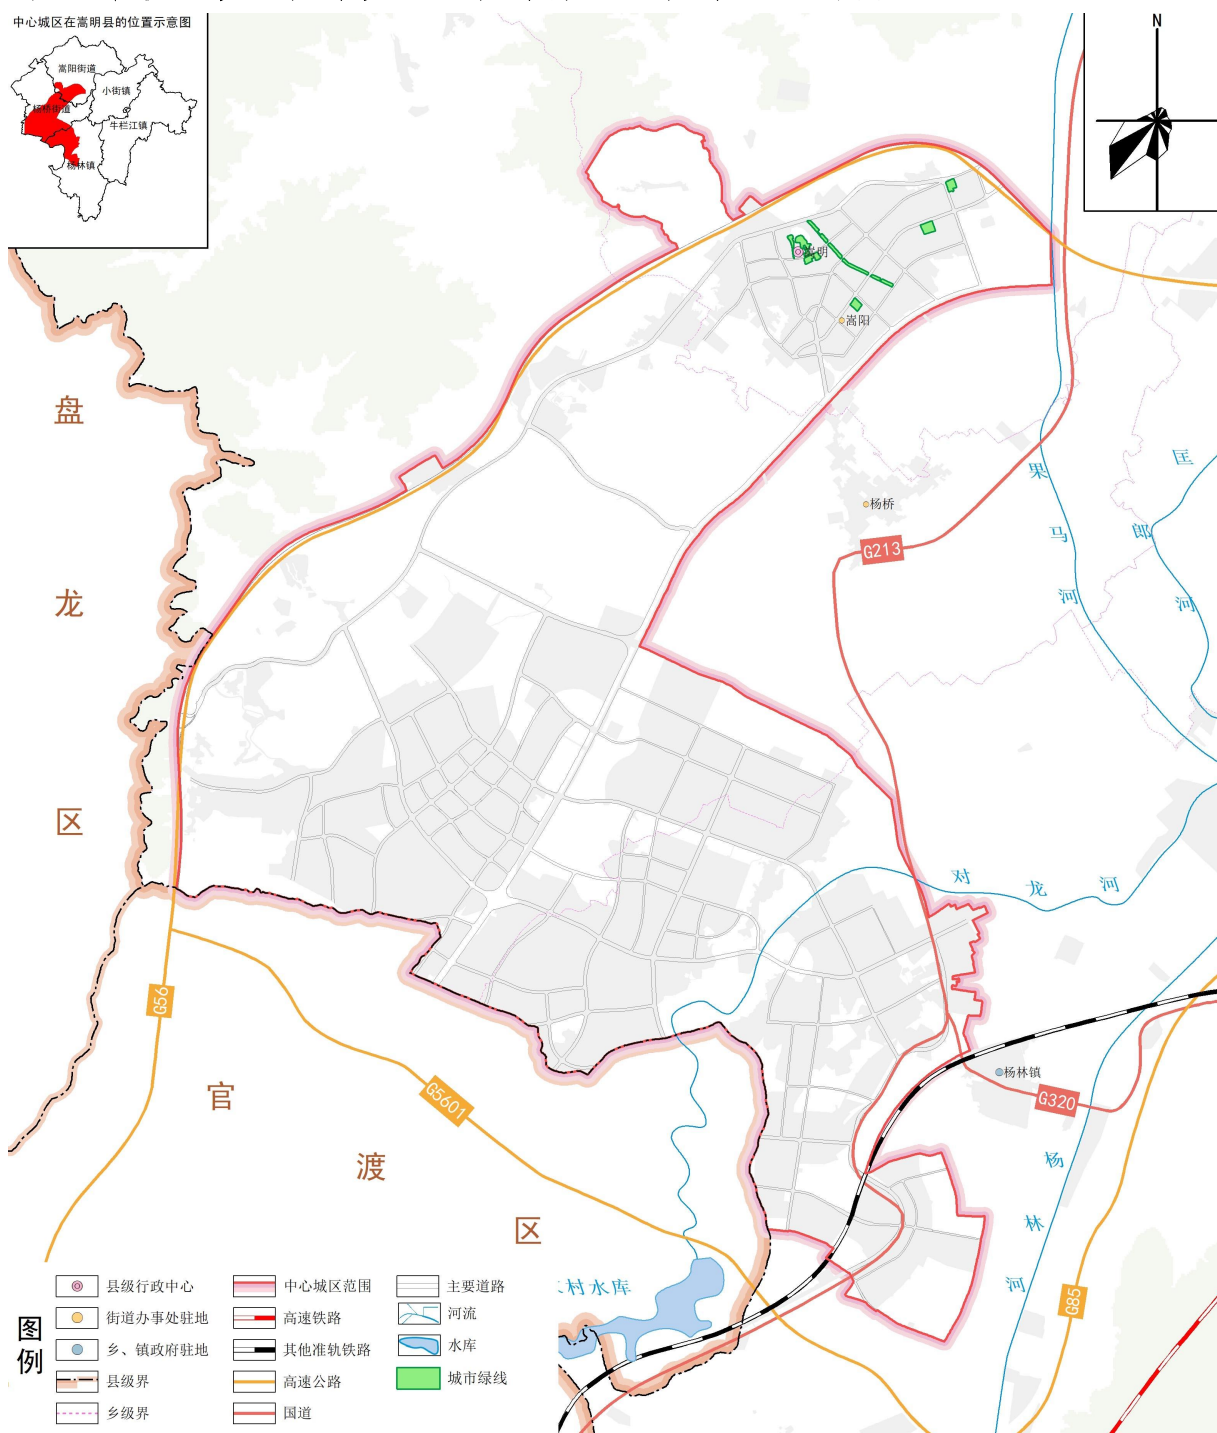 中心城区在嵩明县的位置示意图
嵩阳街道
小街镇
杨桥街道
牛栏江镇
杨林镇
N
嵩明
嵩阳
盘
龙
区
杨桥
G213
果
马
河
匡
郎
河
对
龙
河
G56
G5601
官
渡
区
杨林镇
G320
杨
林
河
G85
村水库
图例
县级行政中心
街道办事处驻地
乡、镇政府驻地
县级界
乡级界
中心城区范围
高速铁路
其他准轨铁路
高速公路
国道
主要道路
河流
水库
城市绿线